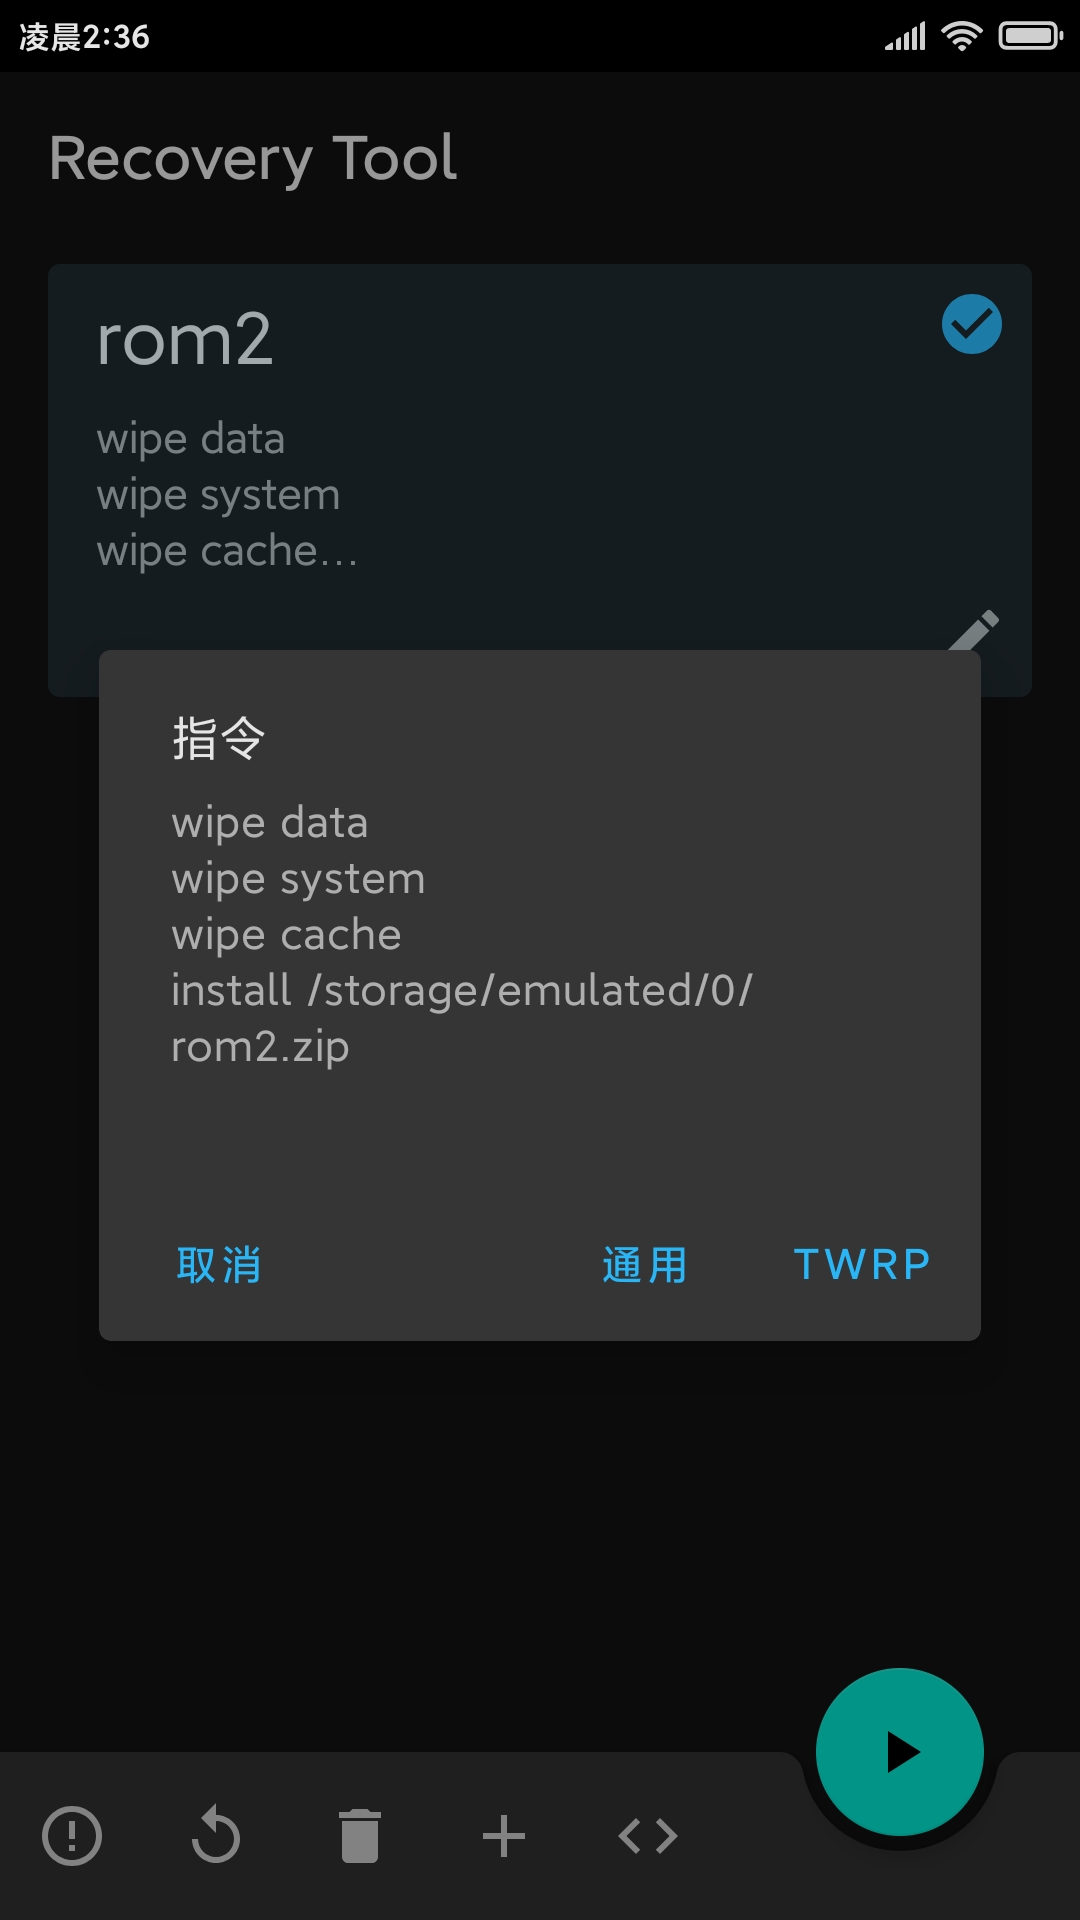 凌晨2:36
Recovery Tool
rom2
wipe data
wipe system
wipe cache...
指令
wipe data
wipe system
wipe cache
install /storage/emulated/0/
rom2.zip
取消
通用
TWRP